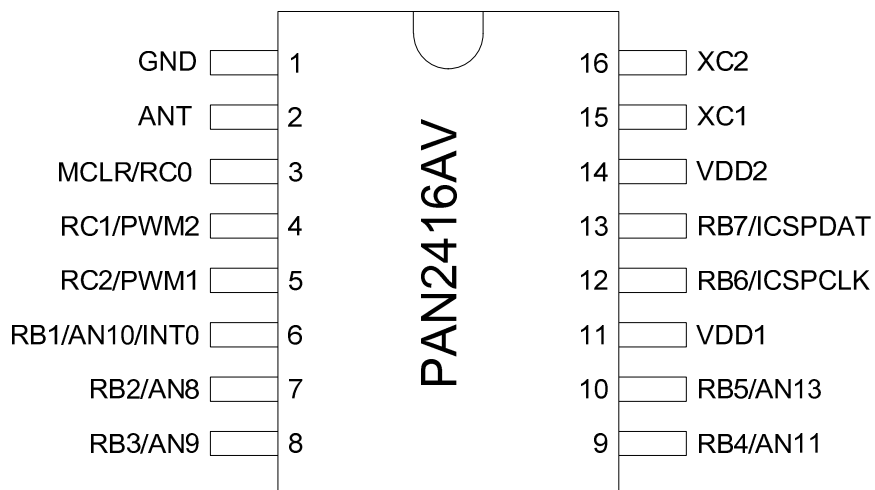 GND 1 16 XC2
ANT 2 15 XC1
MCLR/RC0 3 14 VDD2
RC1/PWM2 4 13 RB7/ICSPDAT
RC2/PWM1 5 12 RB6/ICSPCLK
RB1/AN10/INT0 6 11 VDD1
RB2/AN8 7 10 RB5/AN13
RB3/AN9 8 9 RB4/AN11
PAN2416AV